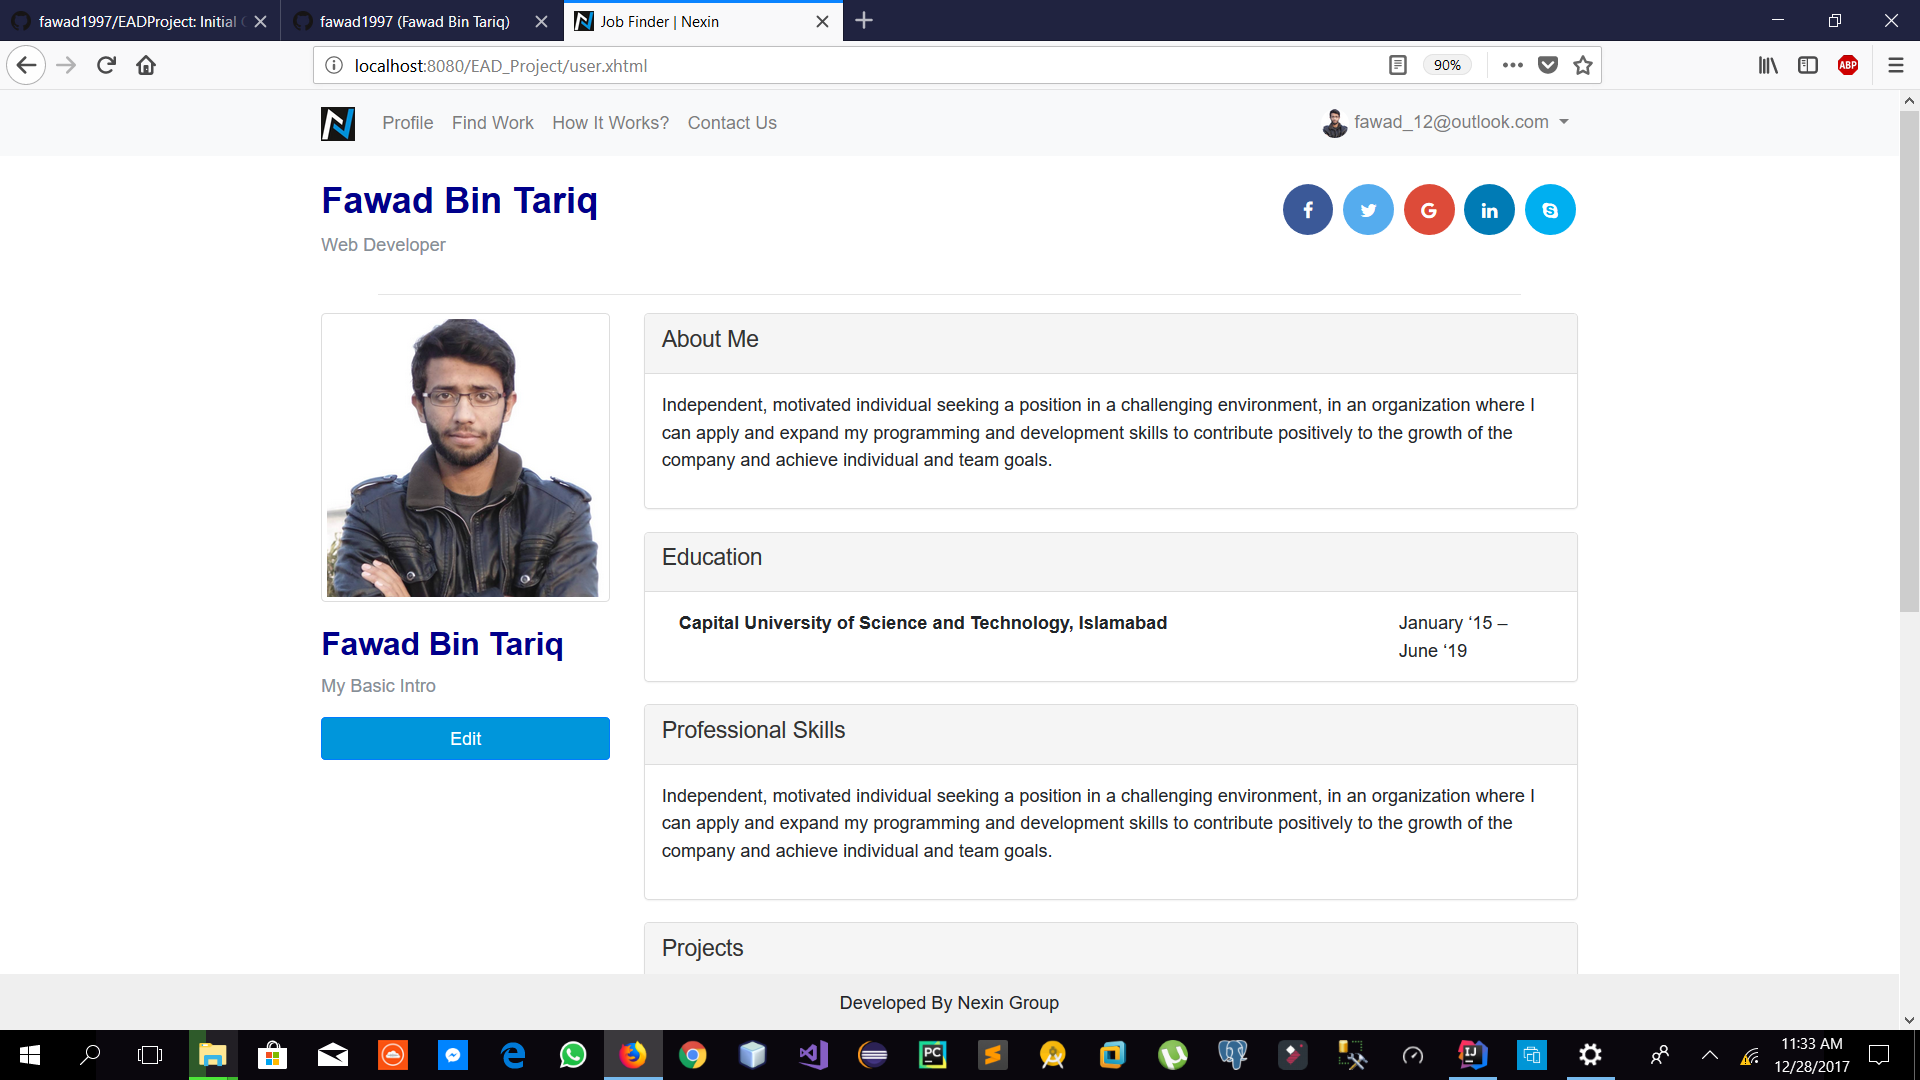 fawad1997/EADProject: Initial
fawad1997 (Fawad Bin Tariq)
Job Finder | Nexin
localhost:8080/EAD_Project/user.xhtml
90%
ABP
Profile
Find Work
How It Works?
Contact Us
fawad_12@outlook.com
Fawad Bin Tariq
Web Developer
About Me
Independent, motivated individual seeking a position in a challenging environment, in an organization where I
can apply and expand my programming and development skills to contribute positively to the growth of the
company and achieve individual and team goals.
Education
Capital University of Science and Technology, Islamabad
January ‘15 –
June ‘19
Fawad Bin Tariq
My Basic Intro
Edit
Professional Skills
Independent, motivated individual seeking a position in a challenging environment, in an organization where I
can apply and expand my programming and development skills to contribute positively to the growth of the
company and achieve individual and team goals.
Projects
Developed By Nexin Group
PC
IJ
11:33 AM
12/28/2017